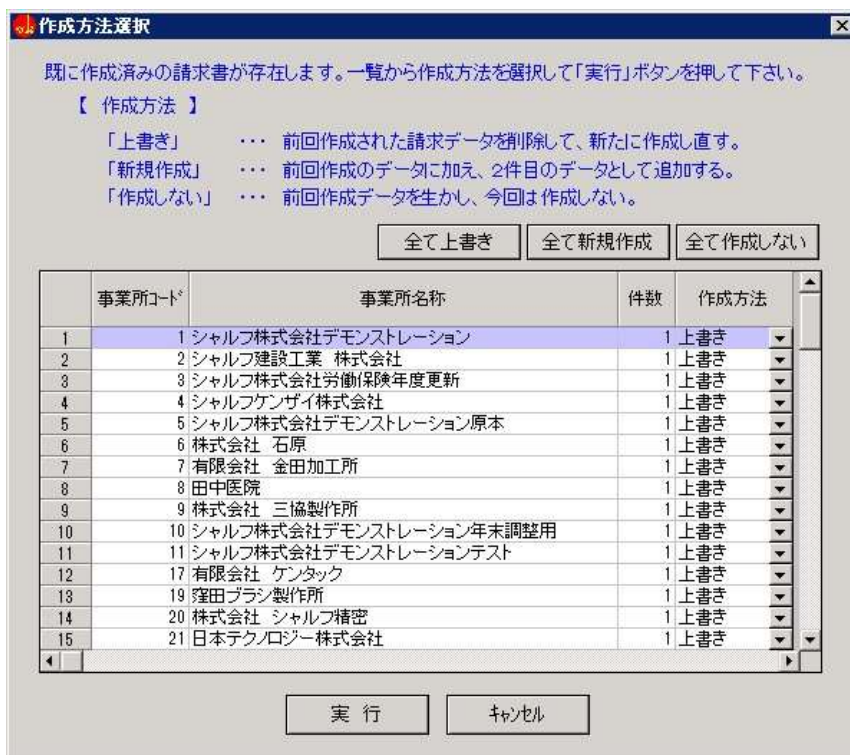 作成方法選択
既に作成済みの請求書が存在します。一覧から作成方法を選択して「実行」ボタンを押して下さい。
【 作成方法 】
「上書き」 ・・・ 前回作成された請求データを削除して、新たに作成し直す。
「新規作成」 ・・・ 前回作成のデータに加え、2件目のデータとして追加する。
「作成しない」 ・・・ 前回作成データを生かし、今回は作成しない。
全て上書き 全て新規作成 全て作成しない
事業所コード 事業所名称 件数 作成方法
1 1 シャルフ株式会社デモンストレーション 1 上書き
2 2 シャルフ建設工業 株式会社 1 上書き
3 3 シャルフ株式会社労働保険年度更新 1 上書き
4 4 シャルフケンザイ株式会社 1 上書き
5 5 シャルフ株式会社デモンストレーション原本 1 上書き
6 6 株式会社 石原 1 上書き
7 7 有限会社 金田加工所 1 上書き
8 8 田中医院 1 上書き
9 9 株式会社 三協製作所 1 上書き
10 10 シャルフ株式会社デモンストレーション年末調整用 1 上書き
11 11 シャルフ株式会社デモンストレーションテスト 1 上書き
12 17 有限会社 ケンタック 1 上書き
13 19 窪田ブラシ製作所 1 上書き
14 20 株式会社 シャルフ精密 1 上書き
15 21 日本テクノロジー株式会社 1 上書き
実 行 キャンセル